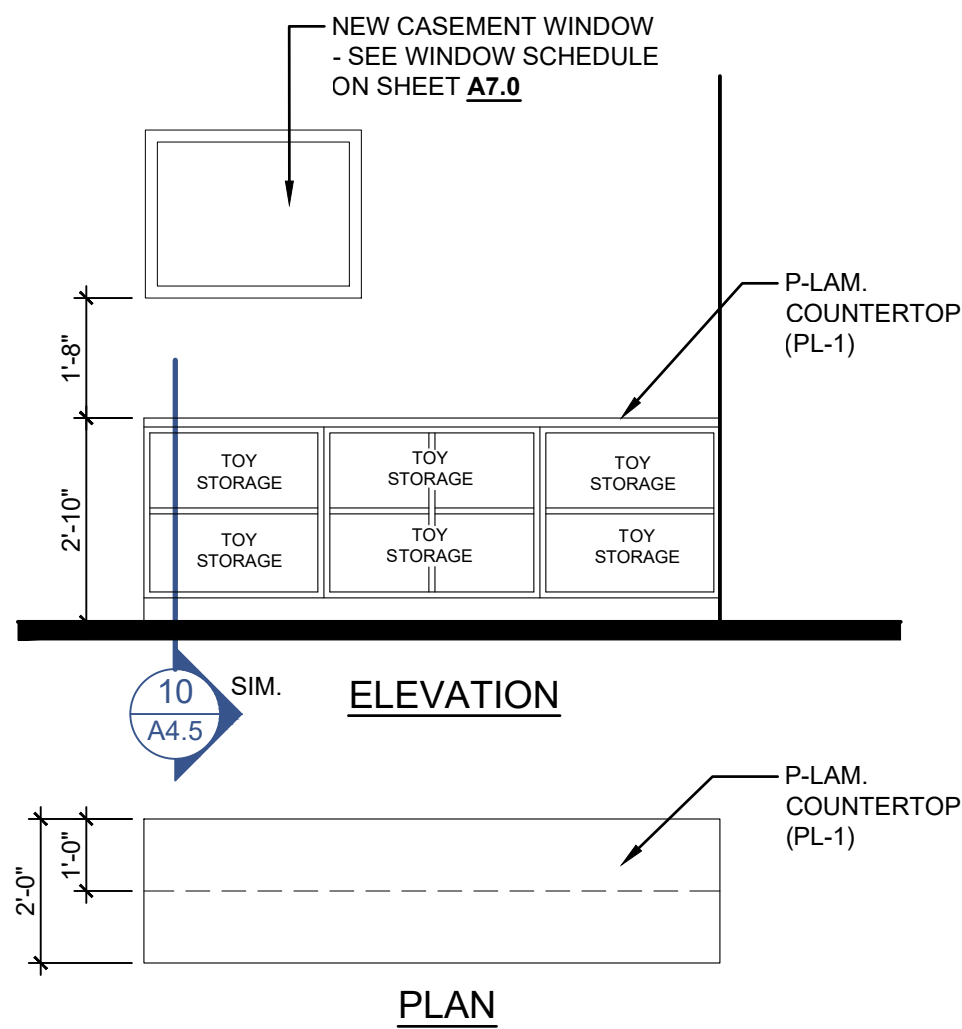 NEW CASEMENT WINDOW
- SEE WINDOW SCHEDULE
ON SHEET A7.0
P-LAM.
COUNTERTOP
(PL-1)
1'-8"
2'-10"
TOY
STORAGE
TOY
STORAGE
TOY
STORAGE
TOY
STORAGE
TOY
STORAGE
TOY
STORAGE
10
A4.5
SIM.
ELEVATION
P-LAM.
COUNTERTOP
(PL-1)
1'-0"
2'-0"
PLAN